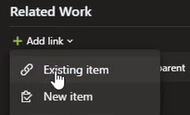 Related Work
+ Add link
Existing item
arent
New item